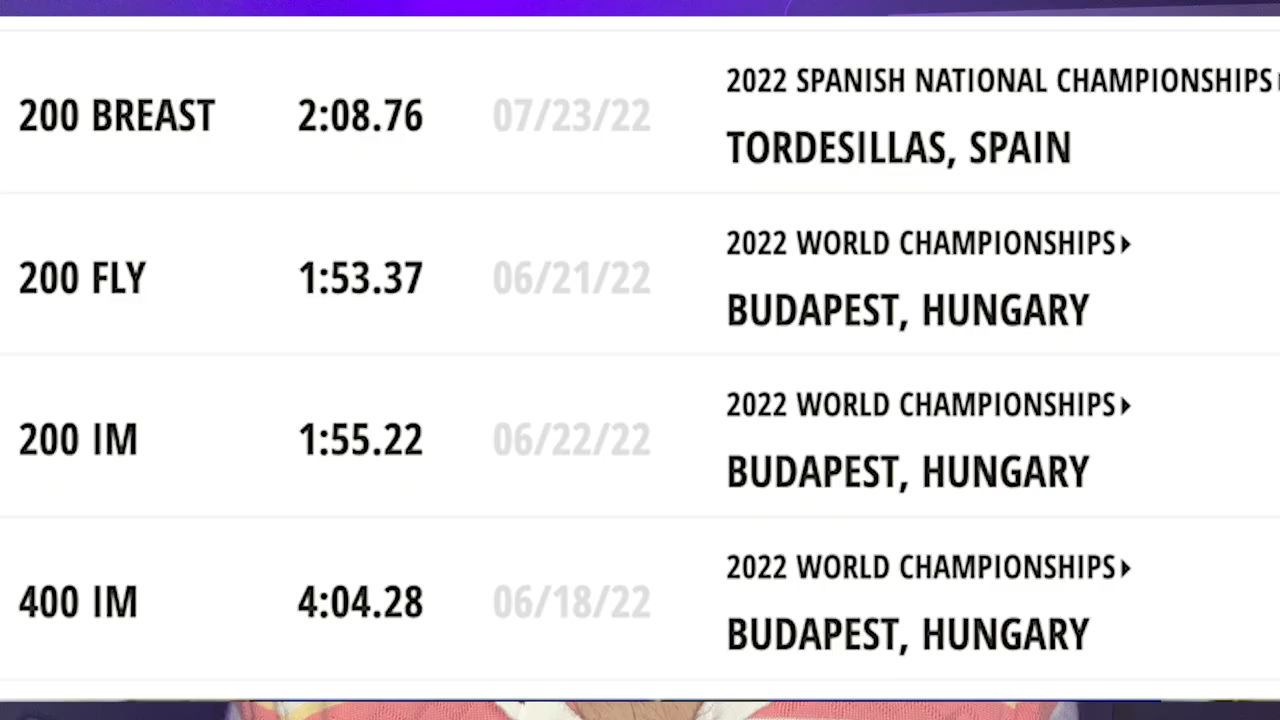 200 BREAST 2:08.76 07/23/22 2022 SPANISH NATIONAL CHAMPIONSHIPS
TORDESILLAS, SPAIN
200 FLY 1:53.37 06/21/22 2022 WORLD CHAMPIONSHIPS
BUDAPEST, HUNGARY
200 IM 1:55.22 06/22/22 2022 WORLD CHAMPIONSHIPS
BUDAPEST, HUNGARY
400 IM 4:04.28 06/18/22 2022 WORLD CHAMPIONSHIPS
BUDAPEST, HUNGARY